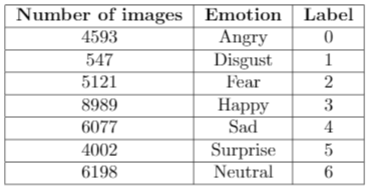 Number of images Emotion Label
4593 Angry 0
547 Disgust 1
5121 Fear 2
8989 Happy 3
6077 Sad 4
4002 Surprise 5
6198 Neutral 6